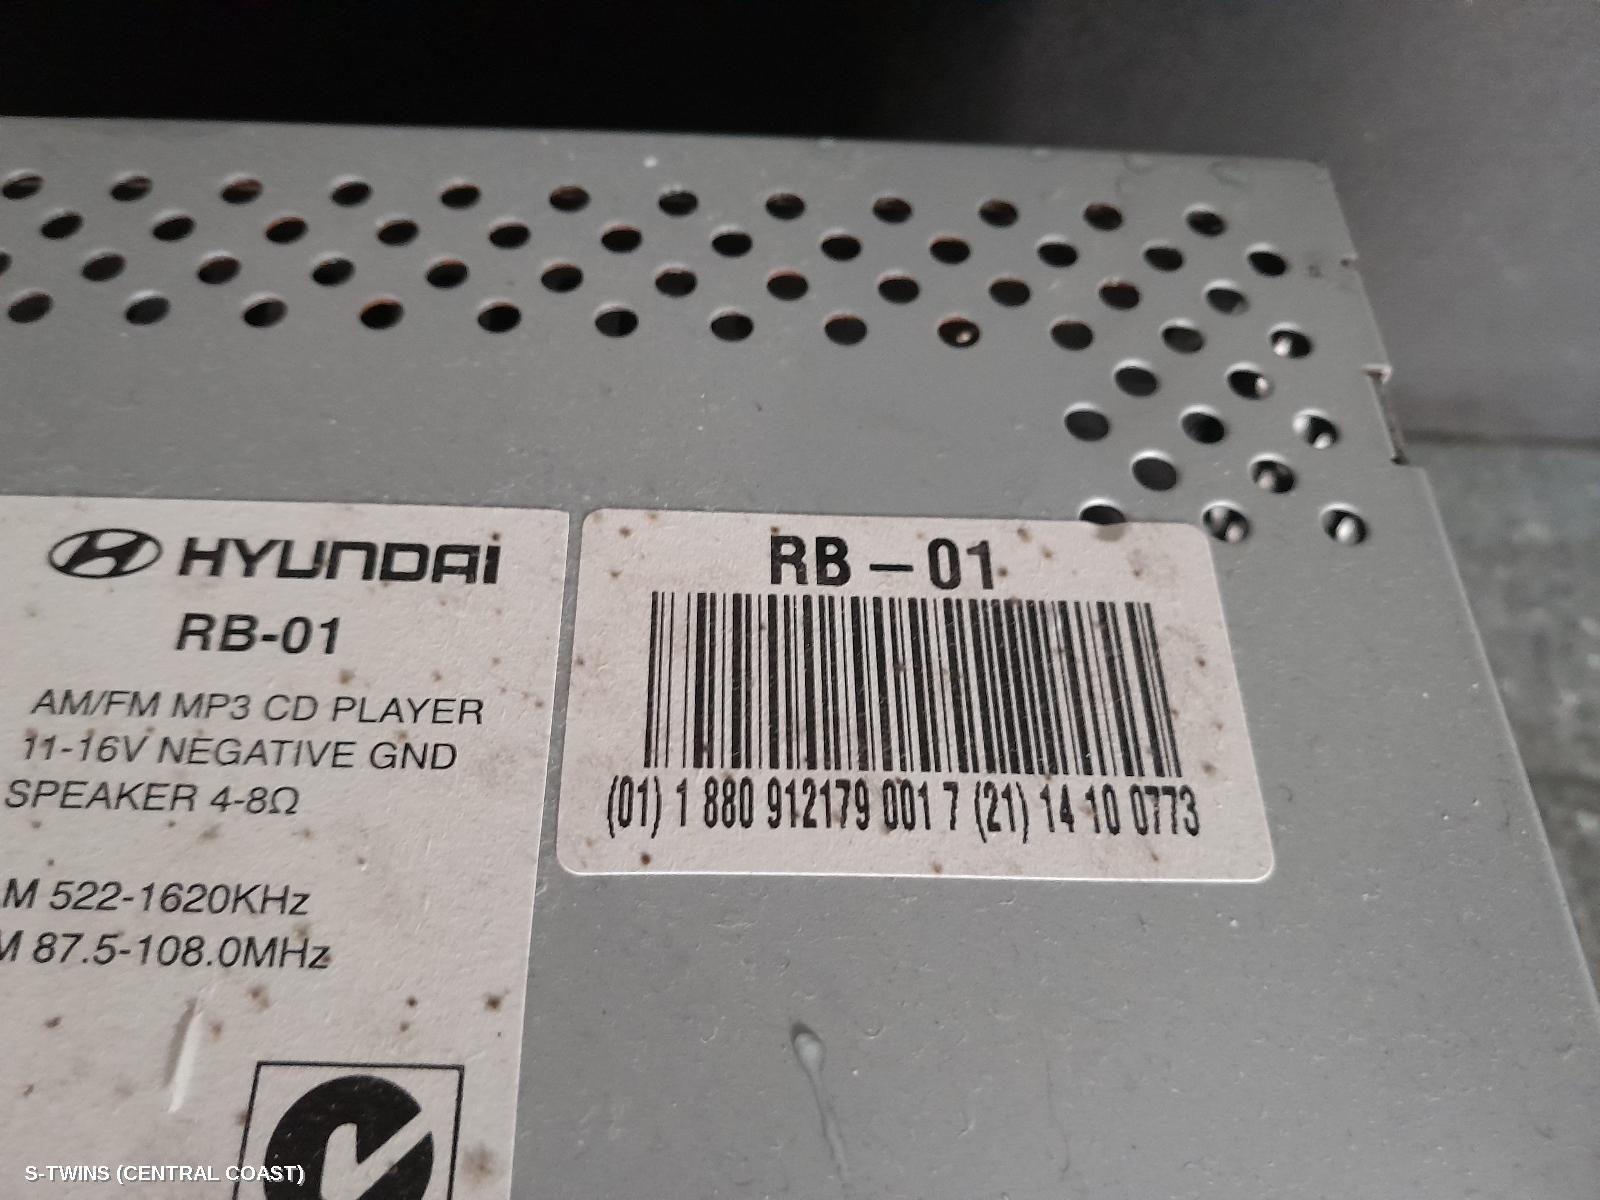 HYUNDAI
RB-01
AM/FM MP3 CD PLAYER
11-16V NEGATIVE GND
SPEAKER 4-8Ω
AM 522-1620KHz
M 87.5-108.0MHz
RB-01
(01) 1 880 912179 001 7 (21) 14 10 0773
S-TWINS (CENTRAL COAST)